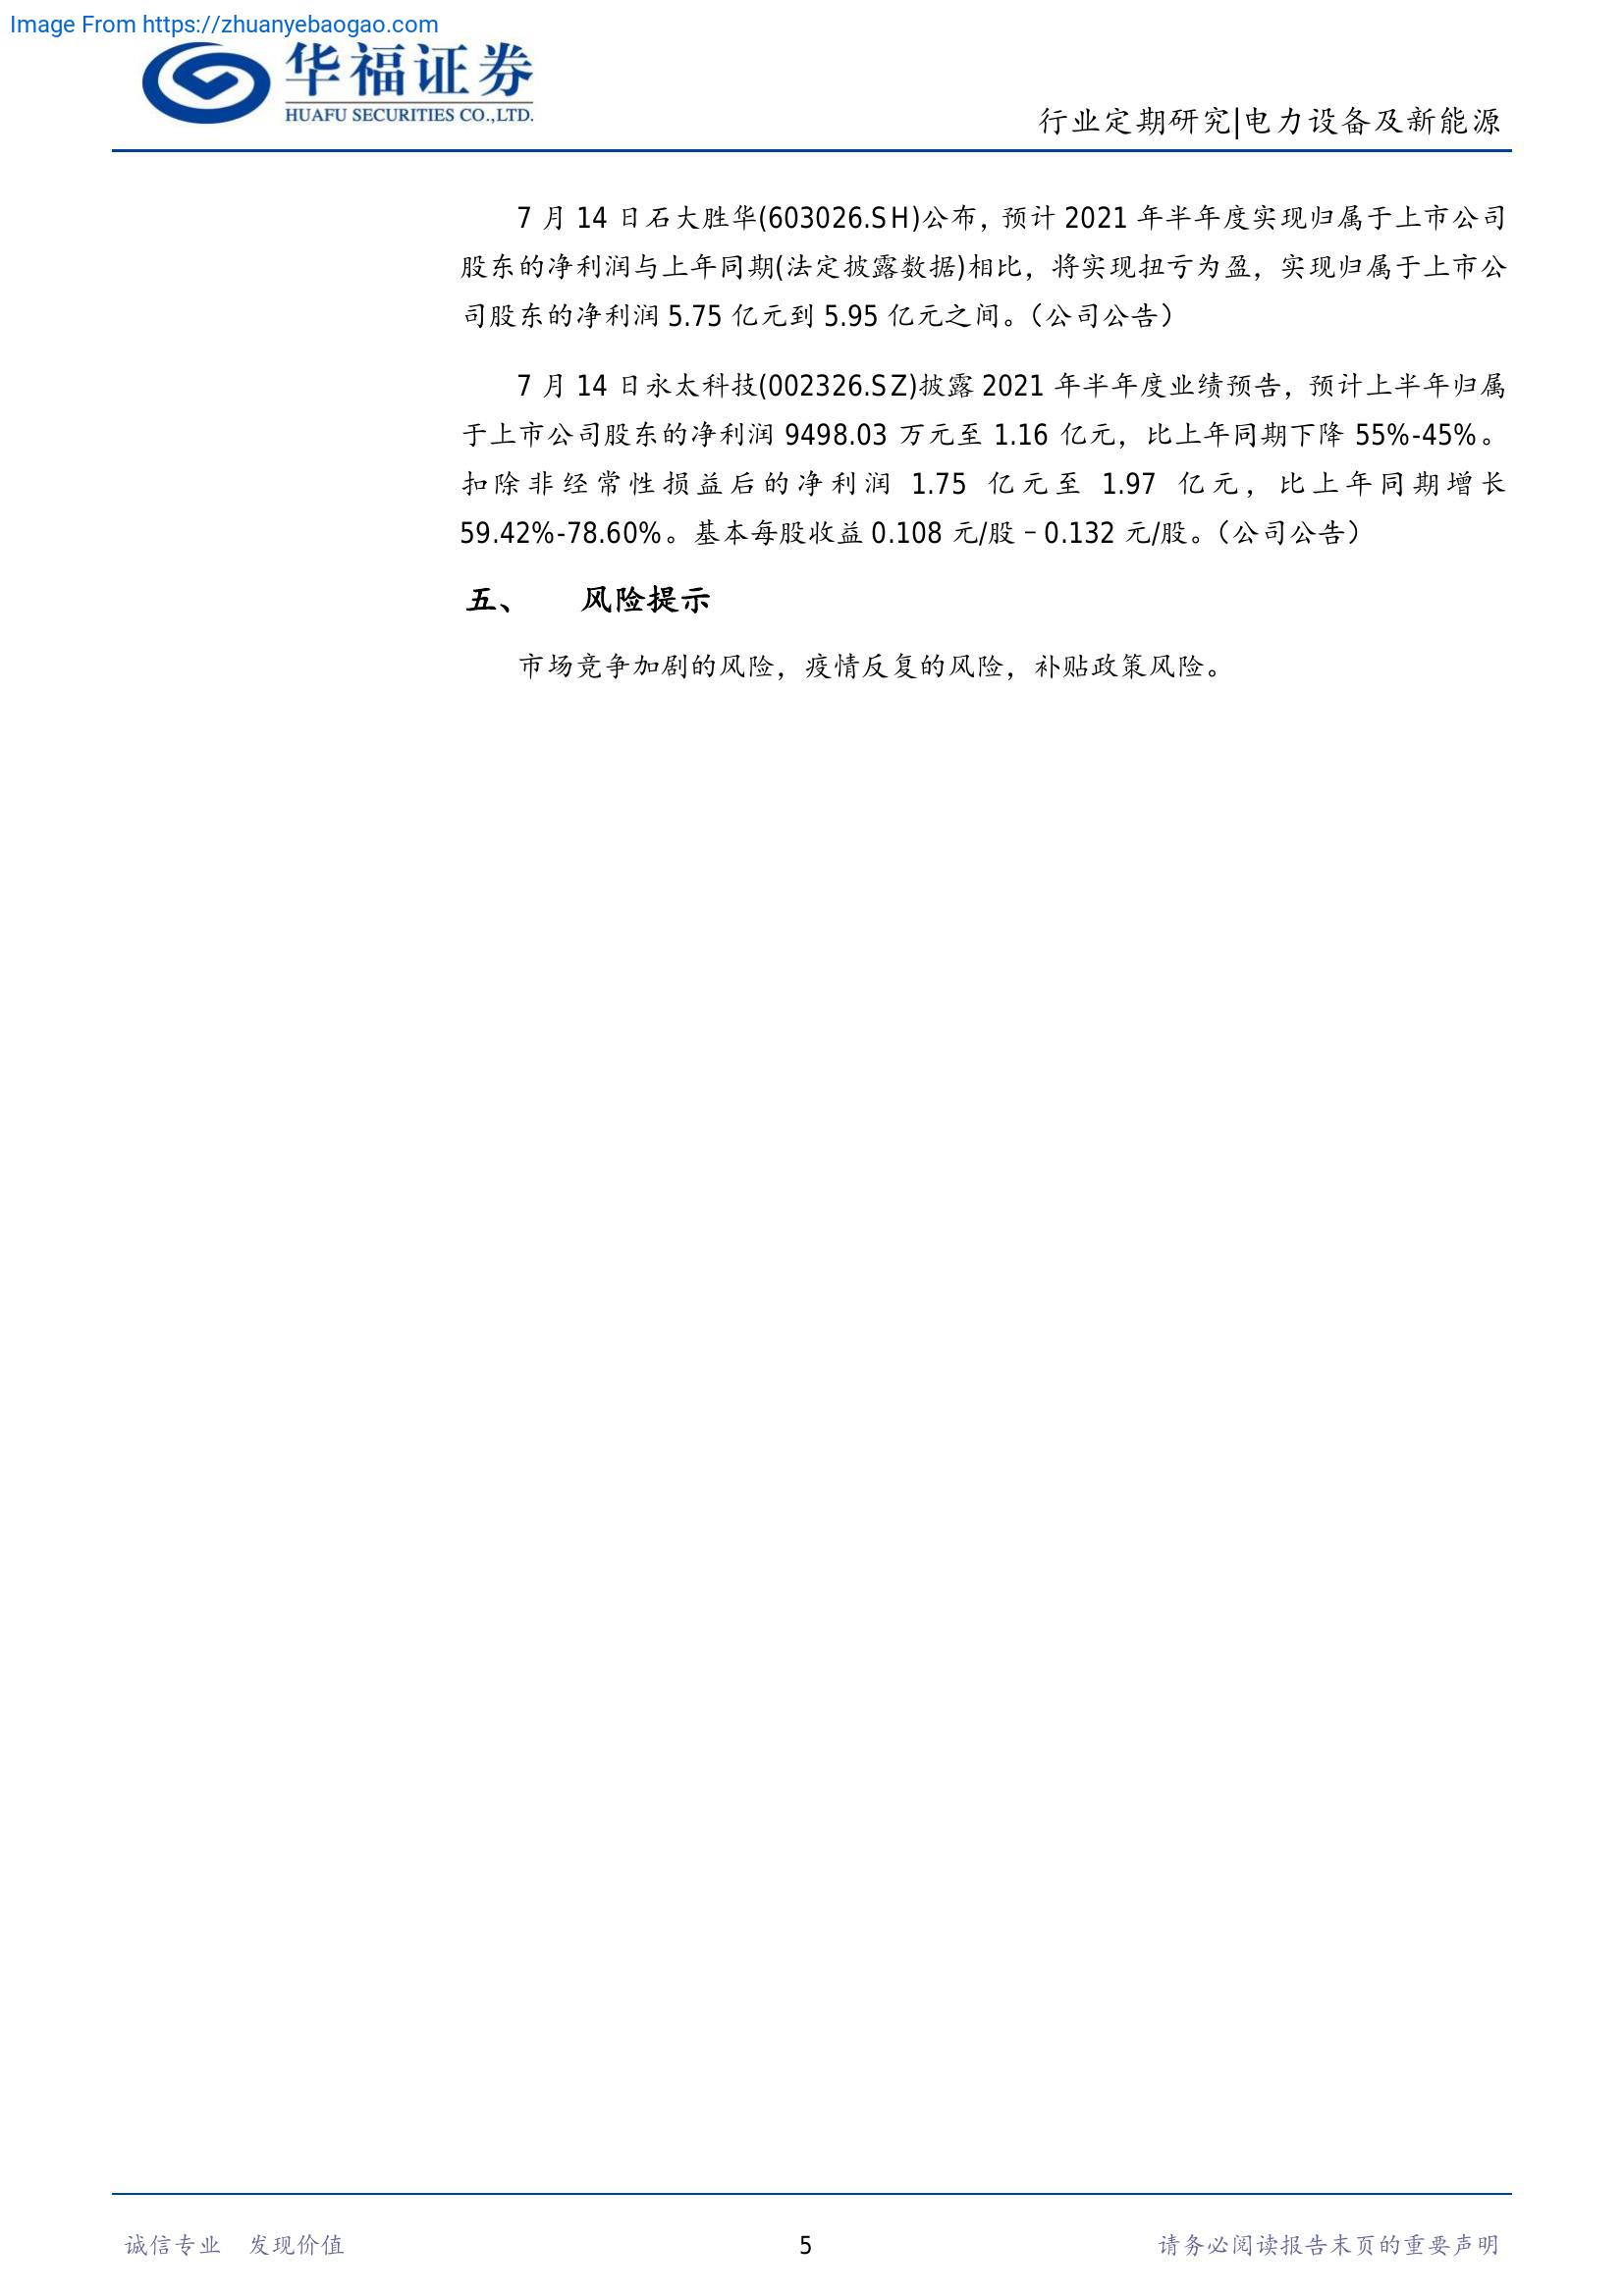 Image From https://zhuanyebaogao.com
华福证券
HUAFU SECURITIES CO.,LTD.
行业定期研究|电力设备及新能源
7 月 14 日石大胜华(603026.SH)公布，预计 2021 年半年度实现归属于上市公司
股东的净利润与上年同期(法定披露数据)相比，将实现扭亏为盈，实现归属于上市公
司股东的净利润 5.75 亿元到 5.95 亿元之间。（公司公告）
7 月 14 日永太科技(002326.SZ)披露 2021 年半年度业绩预告，预计上半年归属
于上市公司股东的净利润 9498.03 万元至 1.16 亿元，比上年同期下降 55%-45%。
扣除非经常性损益后的净利润 1.75 亿元至 1.97 亿元，比上年同期增长
59.42%-78.60%。基本每股收益 0.108 元/股－0.132 元/股。（公司公告）
五、 风险提示
市场竞争加剧的风险，疫情反复的风险，补贴政策风险。
诚信专业 发现价值
5
请务必阅读报告末页的重要声明